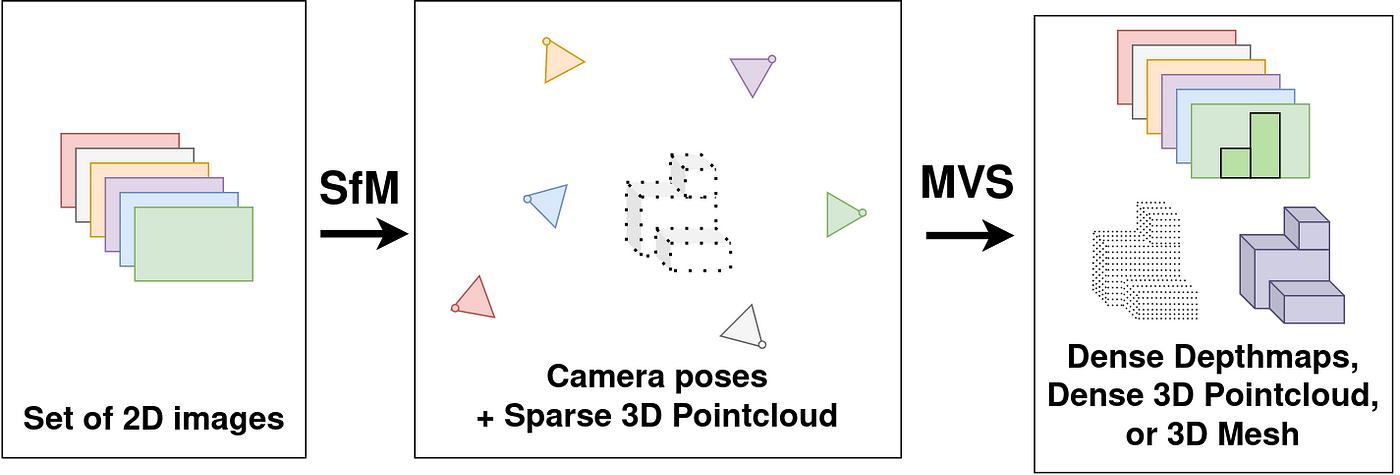 Set of 2D images
SfM
Camera poses
+ Sparse 3D Pointcloud
MVS
Dense Depthmaps,
Dense 3D Pointcloud,
or 3D Mesh